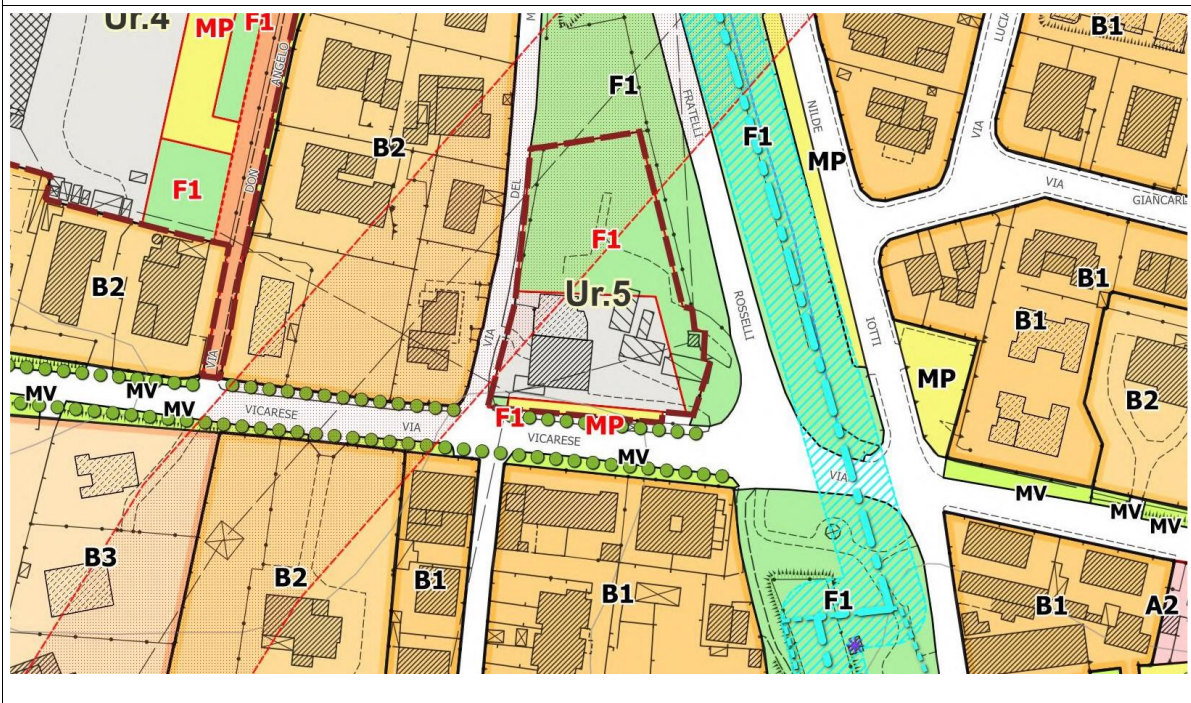 Ur.4
MP
F1
ANGELO
DON
VIA
F1
B2
B2
F1
FRATELLI
ROSSELLI
F1
NILDE
IOTTI
MP
LUCIA
VIA
B1
VIA
GIANCARL
DEL
VIA
F1
Ur.5
B1
B1
MP
B2
MV
MV
MV
VICARESE
VIA
F1
MP
VICARESE
MV
VIA
MV
MV
MV
B3
B2
B1
B1
F1
B1
A2